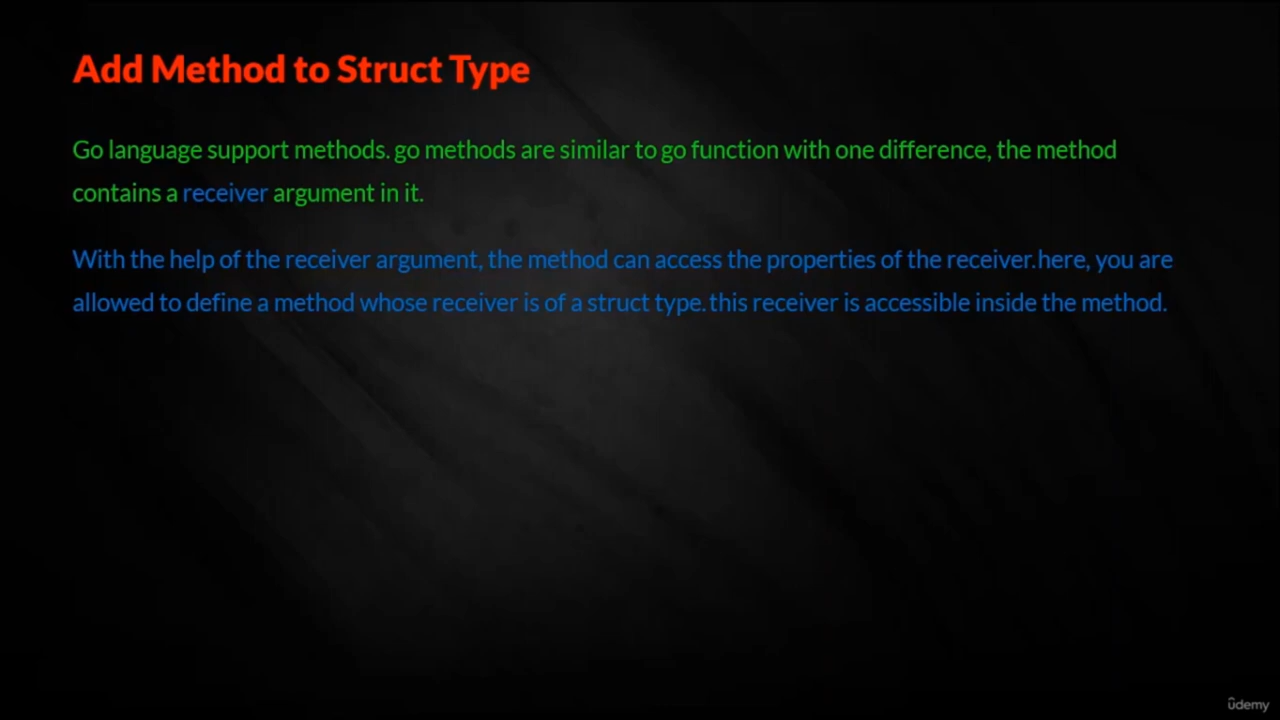 Add Method to Struct Type
Go language support methods. go methods are similar to go function with one difference, the method
contains a receiver argument in it.
With the help of the receiver argument, the method can access the properties of the receiver.here, you are
allowed to define a method whose receiver is of a struct type.this receiver is accessible inside the method.
ûdemy